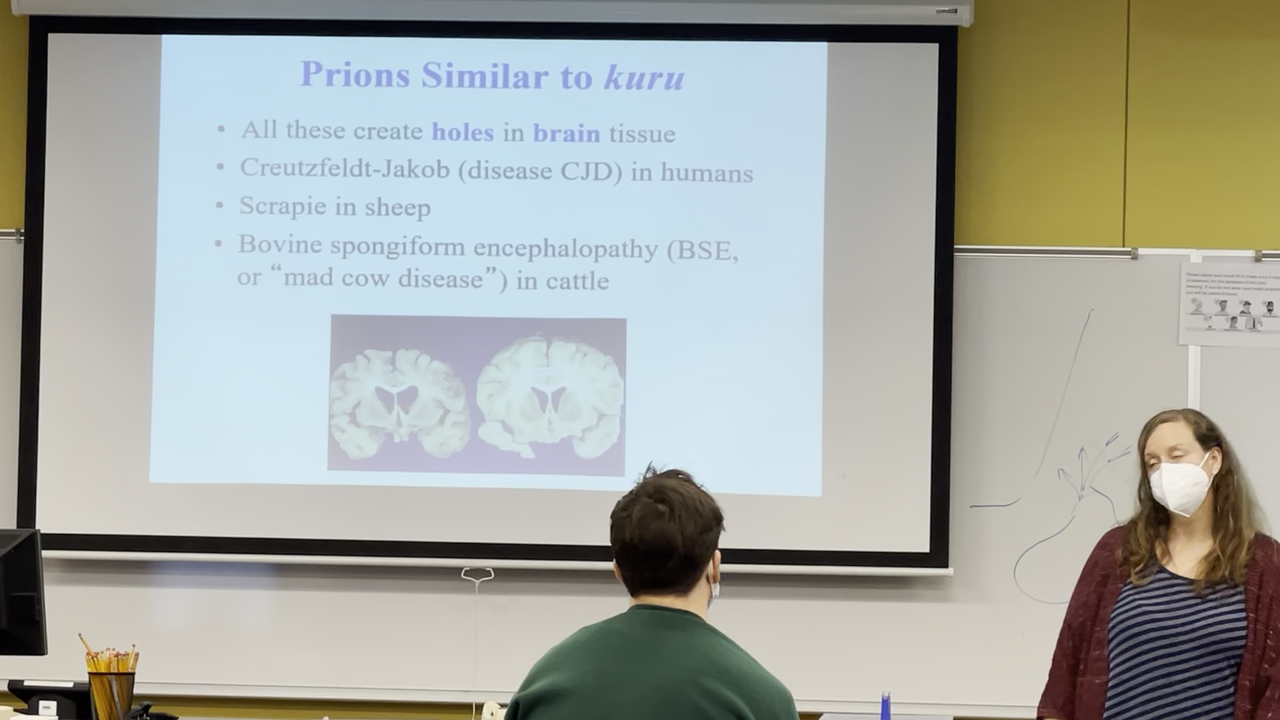 Prions Similar to kuru
• All these create holes in brain tissue
• Creutzfeldt-Jakob (disease CJD) in humans
• Scrapie in sheep
• Bovine spongiform encephalopathy (BSE,
or “mad cow disease”) in cattle